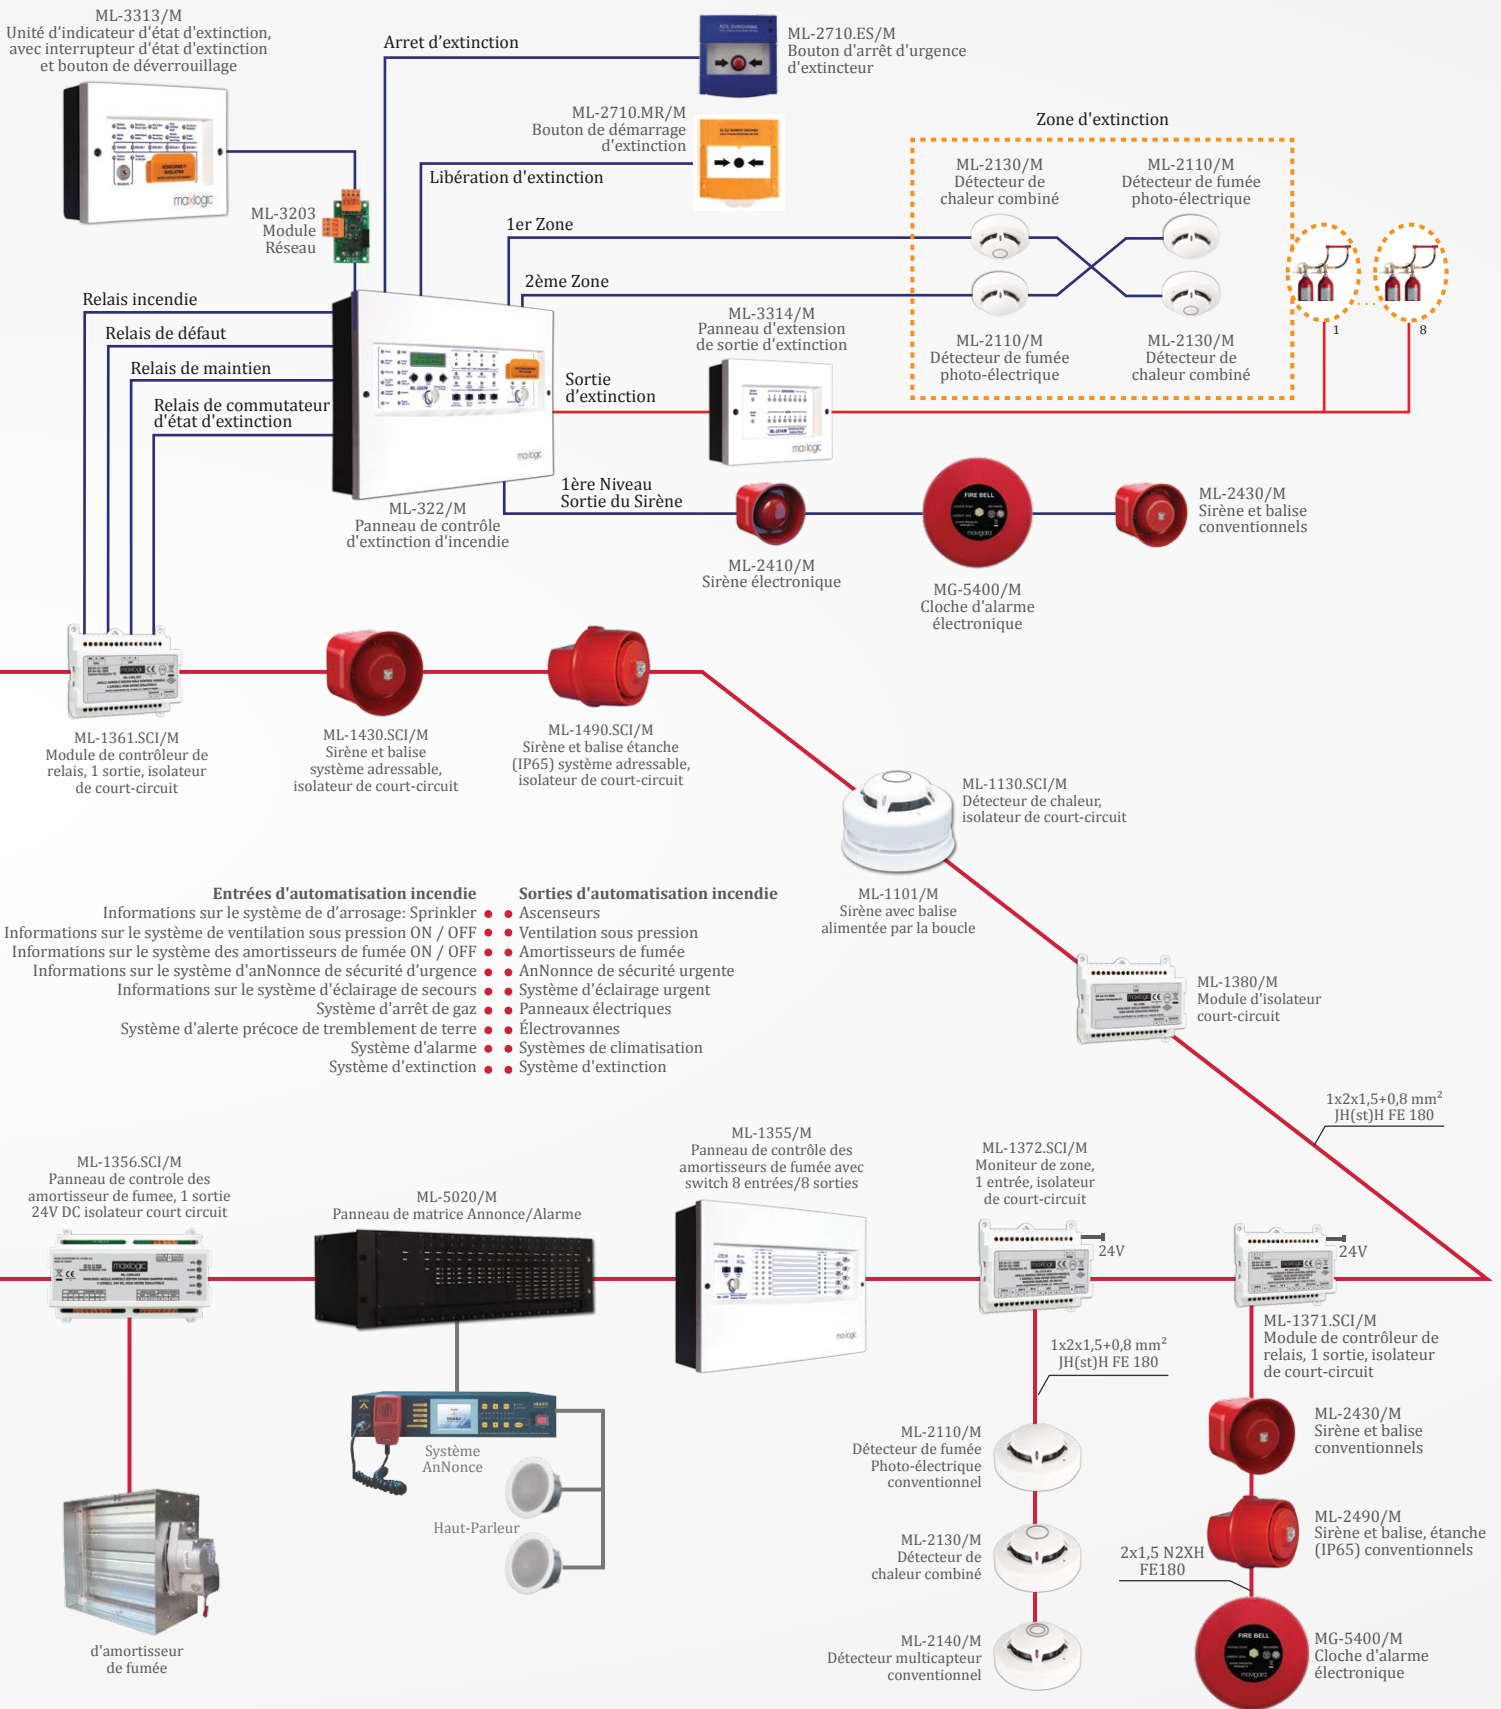 ML-3313/M
Unité d'indicateur d'état d'extinction,
avec interrupteur d'état d'extinction
et bouton de déverrouillage
maxlogic
ML-3203
Module
Réseau
Arret d'extinction
ML-2710.ES/M
Bouton d'arrêt d'urgence
d'extincteur
ML-2710.MR/M
Bouton de démarrage
d'extinction
Libération d'extinction
Zone d'extinction
ML-2130/M
Détecteur de
chaleur combiné
ML-2110/M
Détecteur de fumée
photo-électrique
1er Zone
2ème Zone
ML-2110/M
Détecteur de fumée
photo-électrique
ML-2130/M
Détecteur de
chaleur combiné
1
8
Relais incendie
Relais de défaut
Relais de maintien
Relais de commutateur
d'état d'extinction
ML-3314/M
Panneau d'extension
de sortie d'extinction
Sortie
d'extinction
maxlogic
maxlogic
ML-322/M
Panneau de contrôle
d'extinction d'incendie
1ère Niveau
Sortie du Sirène
ML-2410/M
Sirène électronique
FIRE BELL
mavigard
MG-5400/M
Cloche d'alarme
électronique
ML-2430/M
Sirène et balise
conventionnels
maxlogic
ML-1361.SCI/M
Module de contrôleur de
relais, 1 sortie, isolateur
de court-circuit
ML-1430.SCI/M
Sirène et balise
système adressable,
isolateur de court-circuit
ML-1490.SCI/M
Sirène et balise étanche
(IP65) système adressable,
isolateur de court-circuit
ML-1130.SCI/M
Détecteur de chaleur,
isolateur de court-circuit
ML-1101/M
Sirène avec balise
alimentée par la boucle
Entrées d'automatisation incendie
Informations sur le système de d'arrosage: Sprinkler
Informations sur le système de ventilation sous pression ON / OFF
Informations sur le système des amortisseurs de fumée ON / OFF
Informations sur le système d'anNonnce de sécurité d'urgence
Informations sur le système d'éclairage de secours
Système d'arrêt de gaz
Système d'alerte précoce de tremblement de terre
Système d'alarme
Système d'extinction
Sorties d'automatisation incendie
Ascenseurs
Ventilation sous pression
Amortisseurs de fumée
AnNonnce de sécurité urgente
Système d'éclairage urgent
Panneaux électriques
Électrovannes
Systèmes de climatisation
Système d'extinction
maxlogic
ML-1380/M
Module d'isolateur
court-circuit
1x2x1,5+0,8 mm²
JH(st)H FE 180
ML-1356.SCI/M
Panneau de controle des
amortisseur de fumee, 1 sortie
24V DC isolateur court circuit
maxlogic
ML-5020/M
Panneau de matrice Annonce/Alarme
ML-1355/M
Panneau de contrôle des
amortisseurs de fumée avec
switch 8 entrées/8 sorties
maxlogic
ML-1372.SCI/M
Moniteur de zone,
1 entrée, isolateur
de court-circuit
24V
maxlogic
24V
maxlogic
ML-1371.SCI/M
Module de contrôleur de
relais, 1 sortie, isolateur
de court-circuit
1x2x1,5+0,8 mm²
JH(st)H FE 180
Système
AnNonce
Haut-Parleur
d'amortisseur
de fumée
ML-2110/M
Détecteur de fumée
Photo-électrique
conventionnel
ML-2130/M
Détecteur de
chaleur combiné
ML-2140/M
Détecteur multicapteur
conventionnel
ML-2430/M
Sirène et balise
conventionnels
ML-2490/M
Sirène et balise, étanche
(IP65) conventionnels
2x1,5 N2XH
FE180
FIRE BELL
mavigard
MG-5400/M
Cloche d'alarme
électronique